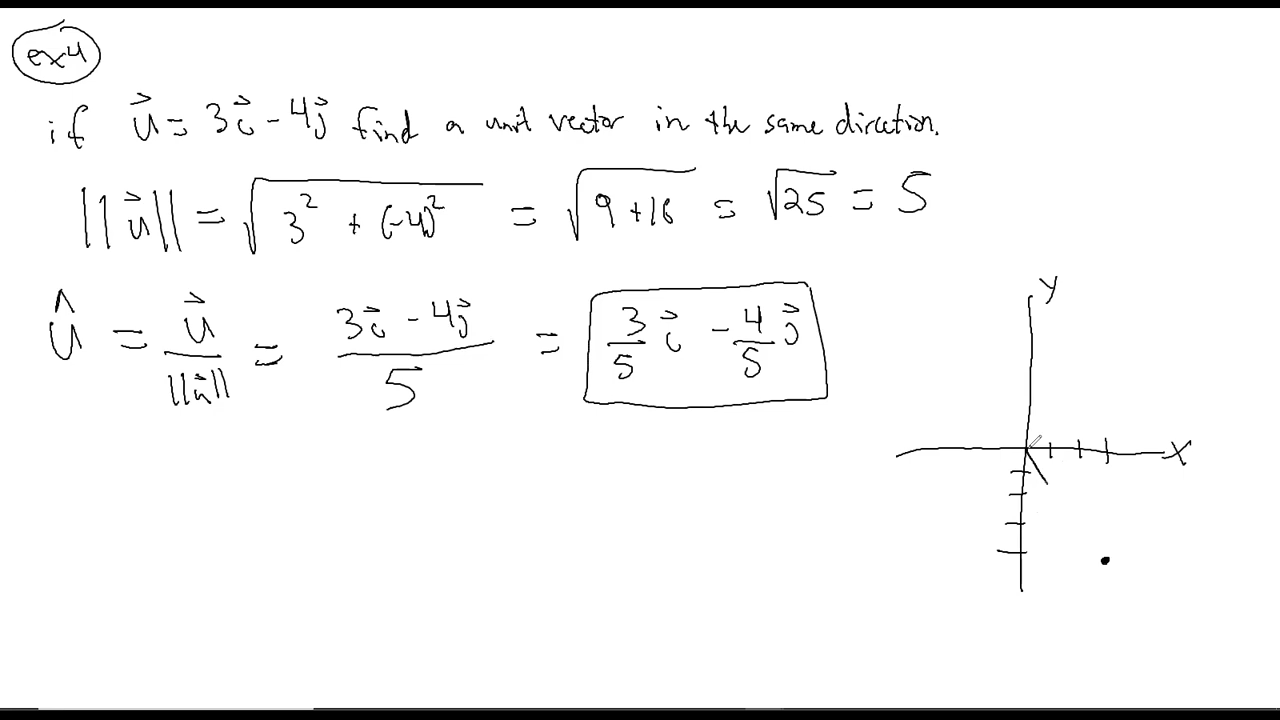 ex4
if u⃗ = 3i⃗ - 4j⃗ find a unit vector in the same direction.
||u⃗|| = √(3² + (-4)²) = √(9+16) = √25 = 5
û = u⃗/||u⃗|| = (3i⃗ - 4j⃗)/5 = 3/5 i⃗ - 4/5 j⃗
y
x